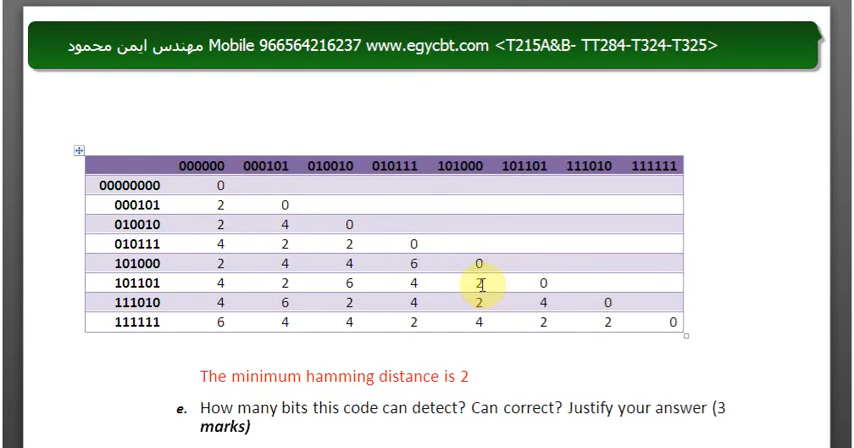 مهندس ايمن محمود Mobile 966564216237 www.egycbt.com <T215A&B- TT284-T324-T325>
000000 000101 010010 010111 101000 101101 111010 111111
00000000 0
000101 2 0
010010 2 4 0
010111 4 2 2 0
101000 2 4 4 6 0
101101 4 2 6 4 2 0
111010 4 6 2 4 2 4 0
111111 6 4 4 2 4 2 2 0
The minimum hamming distance is 2
e. How many bits this code can detect? Can correct? Justify your answer (3
marks)